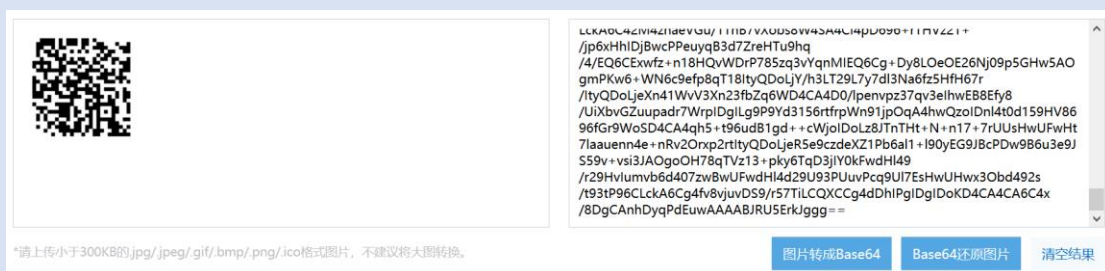 /jp6xHhIDjBwcPPeuyqB3d7ZreHTu9hq
/4/EQ6CExwfz+n18HQvWDrP785zq3vYqnMIEQ6Cg+Dy8LOeOE26Nj09p5GHw5AO
gmPKw6+WN6c9efp8qT18ItyQDoLjY/h3LT29L7y7dl3Na6fz5HfH67r
/ItyQDoLjeXn41WvV3Xn23fbZq6WD4CA4D0/lpenvpz37qv3eIhwEB8Efy8
/UiXbvGZuupadr7WrpIDgILg9P9Yd3156rtfrpWn91jpOqA4hwQzoIDnl4t0d159HV86
96fGr9WoSD4CA4qh5+t96udB1gd++cWjoIDoLz8JTnTHt+N+n17+7rUUsHwUFwHt
7laauenn4e+nRv2Orxp2rtItyQDoLjeR5e9czdeXZ1Pb6al1+l90yEG9JBcPDw9B6u3e9J
S59v+vsi3JAOgoOH78qTVz13+pky6TqD3jIY0kFwdHl49
/r29HvIumvb6d407zwBwUFwdHl4d29U93PUuvPcq9Ul7EsHwUHwx3Obd492s
/t93tP96CLckA6Cg4fv8vjuvDS9/r57TiLCQXCCg4dDhIPgIDgIDoKD4CA4CA6C4x
/8DgCAnhDyqPdEuwAAAABJRU5ErkJggg==
*请上传小于300KB的.jpg/.jpeg/.gif/.bmp/.png/.ico格式图片，不建议将大图转换。
图片转成Base64 Base64还原图片 清空结果